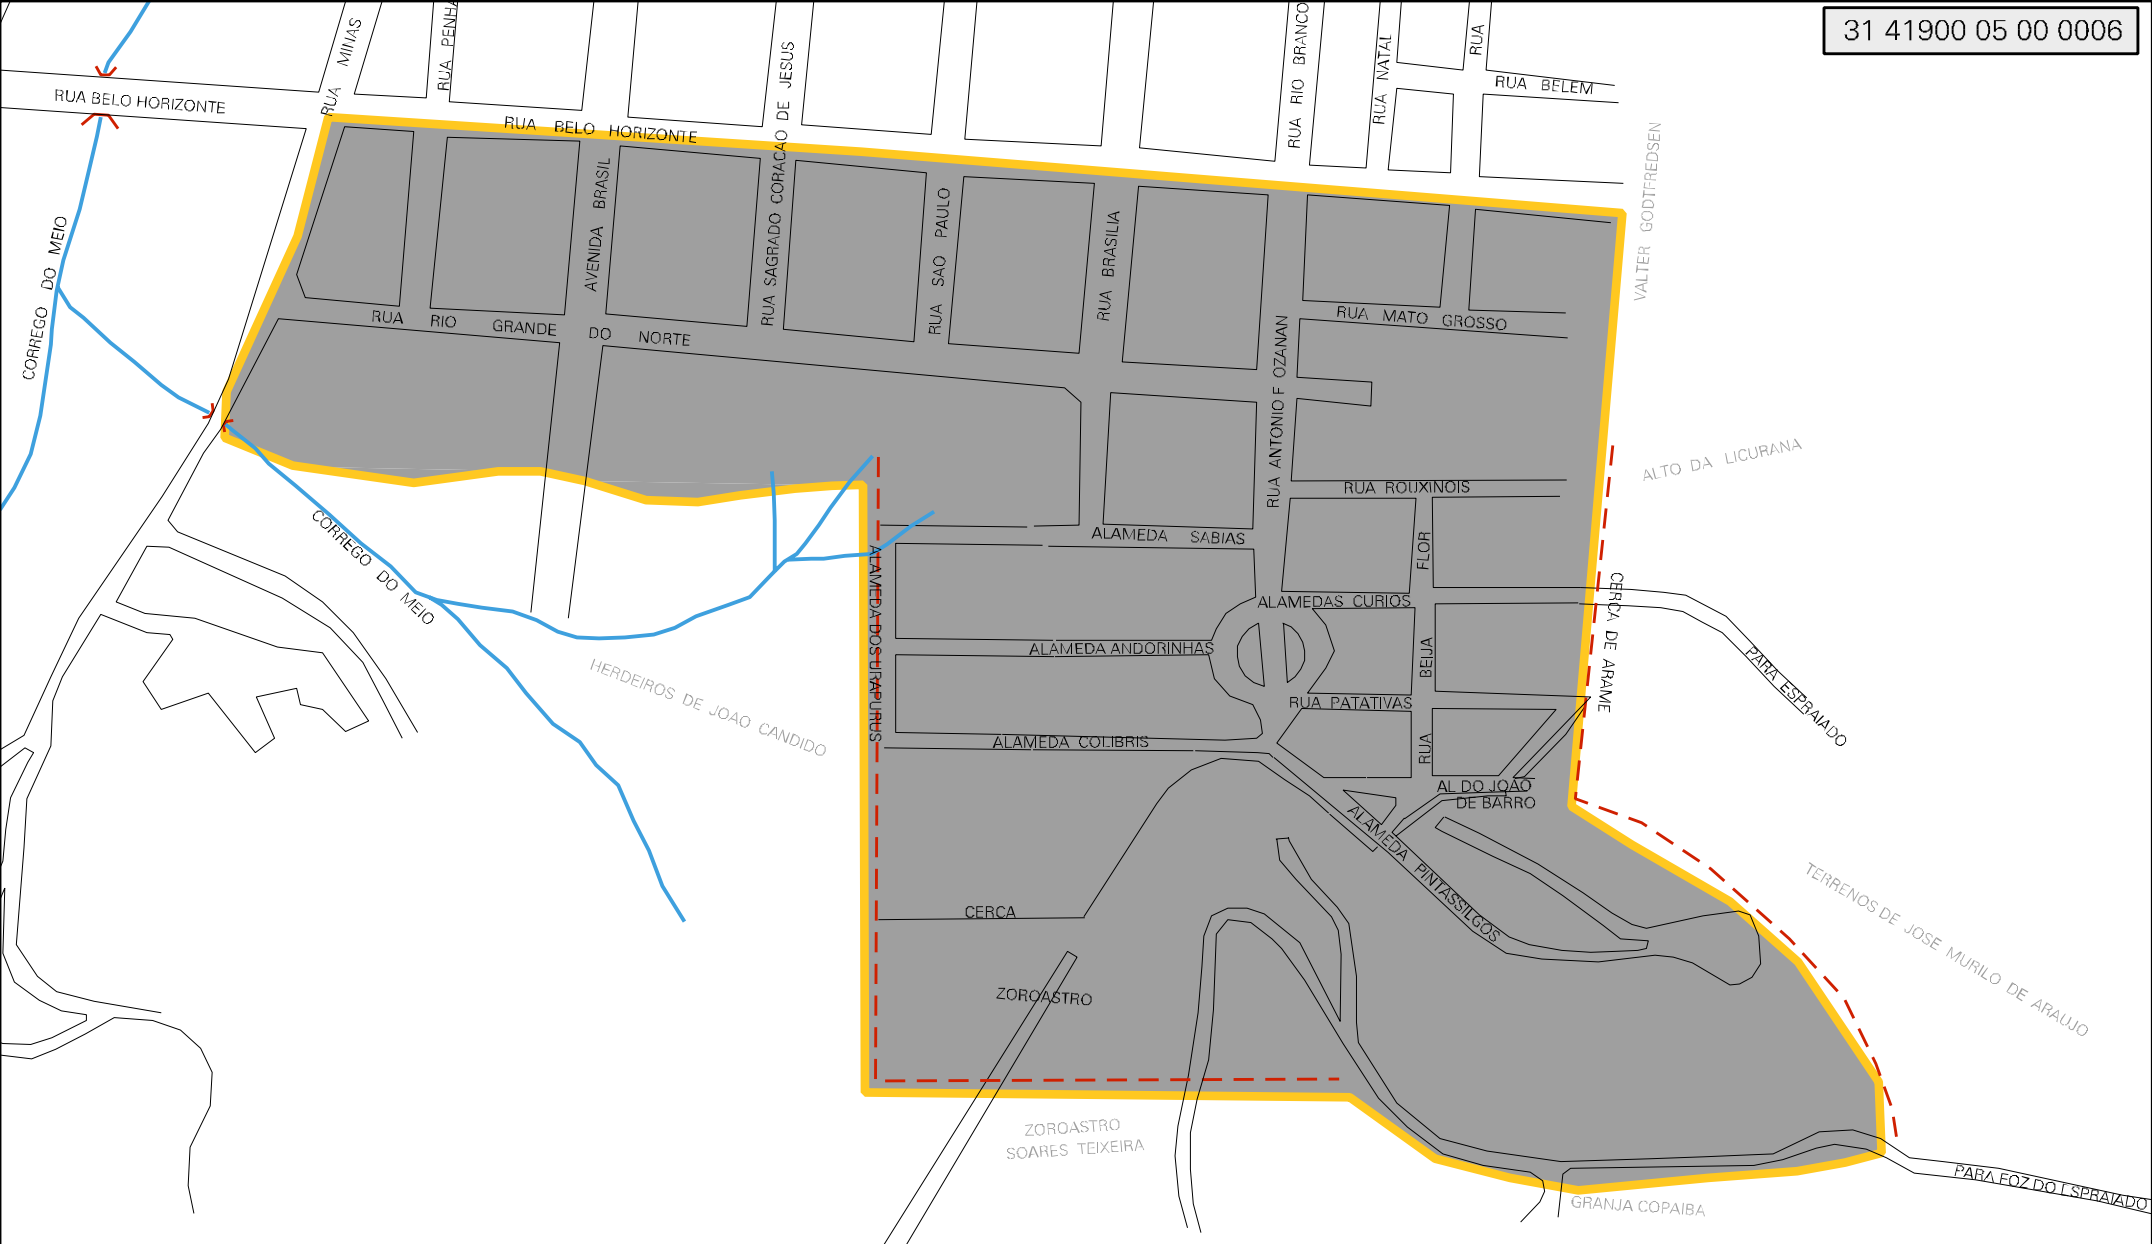 31 41900 05 00 0006
RUA MINAS
RUA PENHA
RUA SAGRADO CORACAO DE JESUS
RUA RIO BRANCO
RUA NATAL
RUA
RUA BELEM
RUA BELO HORIZONTE
RUA BELO HORIZONTE
VALTER GODTFREDSEN
CORREGO DO MEIO
AVENIDA BRASIL
RUA SAO PAULO
RUA BRASILIA
RUA ANTONIO F OZANAN
RUA MATO GROSSO
RUA RIO GRANDE DO NORTE
ALTO DA LICURANA
RUA ROUXINOIS
CORREGO DO MEIO
ALAMEDA SABIAS
RUA BEIJA FLOR
ALAMEDAS CURIOS
ALAMEDA DOS URAPURUS
CERCA DE ARAME
ALAMEDA ANDORINHAS
HERDEIROS DE JOAO CANDIDO
PARA ESPRAIADO
RUA PATATIVAS
ALAMEDA COLIBRIS
AL DO JOAO
DE BARRO
ALAMEDA PINTASSILGOS
TERRENOS DE JOSE MURILO DE ARAUJO
CERCA
ZOROASTRO
ZOROASTRO
SOARES TEIXEIRA
PARA FOZ DO ESPRAIADO
GRANJA COPAIBA